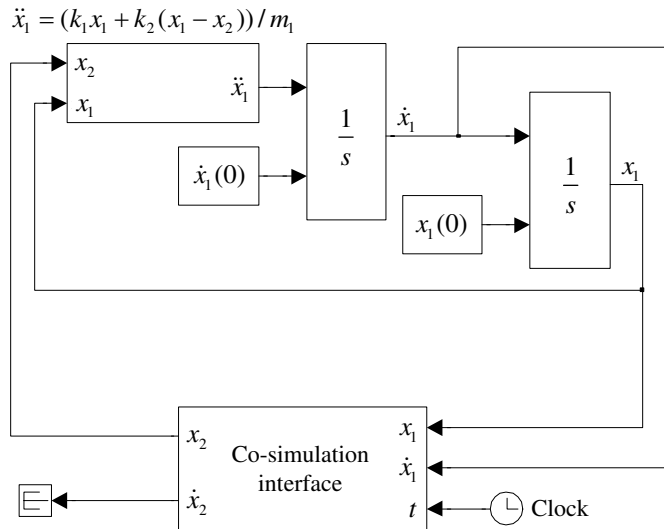 ẍ₁ = (k₁x₁ + k₂(x₁ − x₂)) / m₁
x₂
x₁
ẍ₁
ẋ₁(0)
1
s
ẋ₁
x₁(0)
1
s
x₁
x₂
ẋ₂
Co-simulation
interface
x₁
ẋ₁
t
Clock